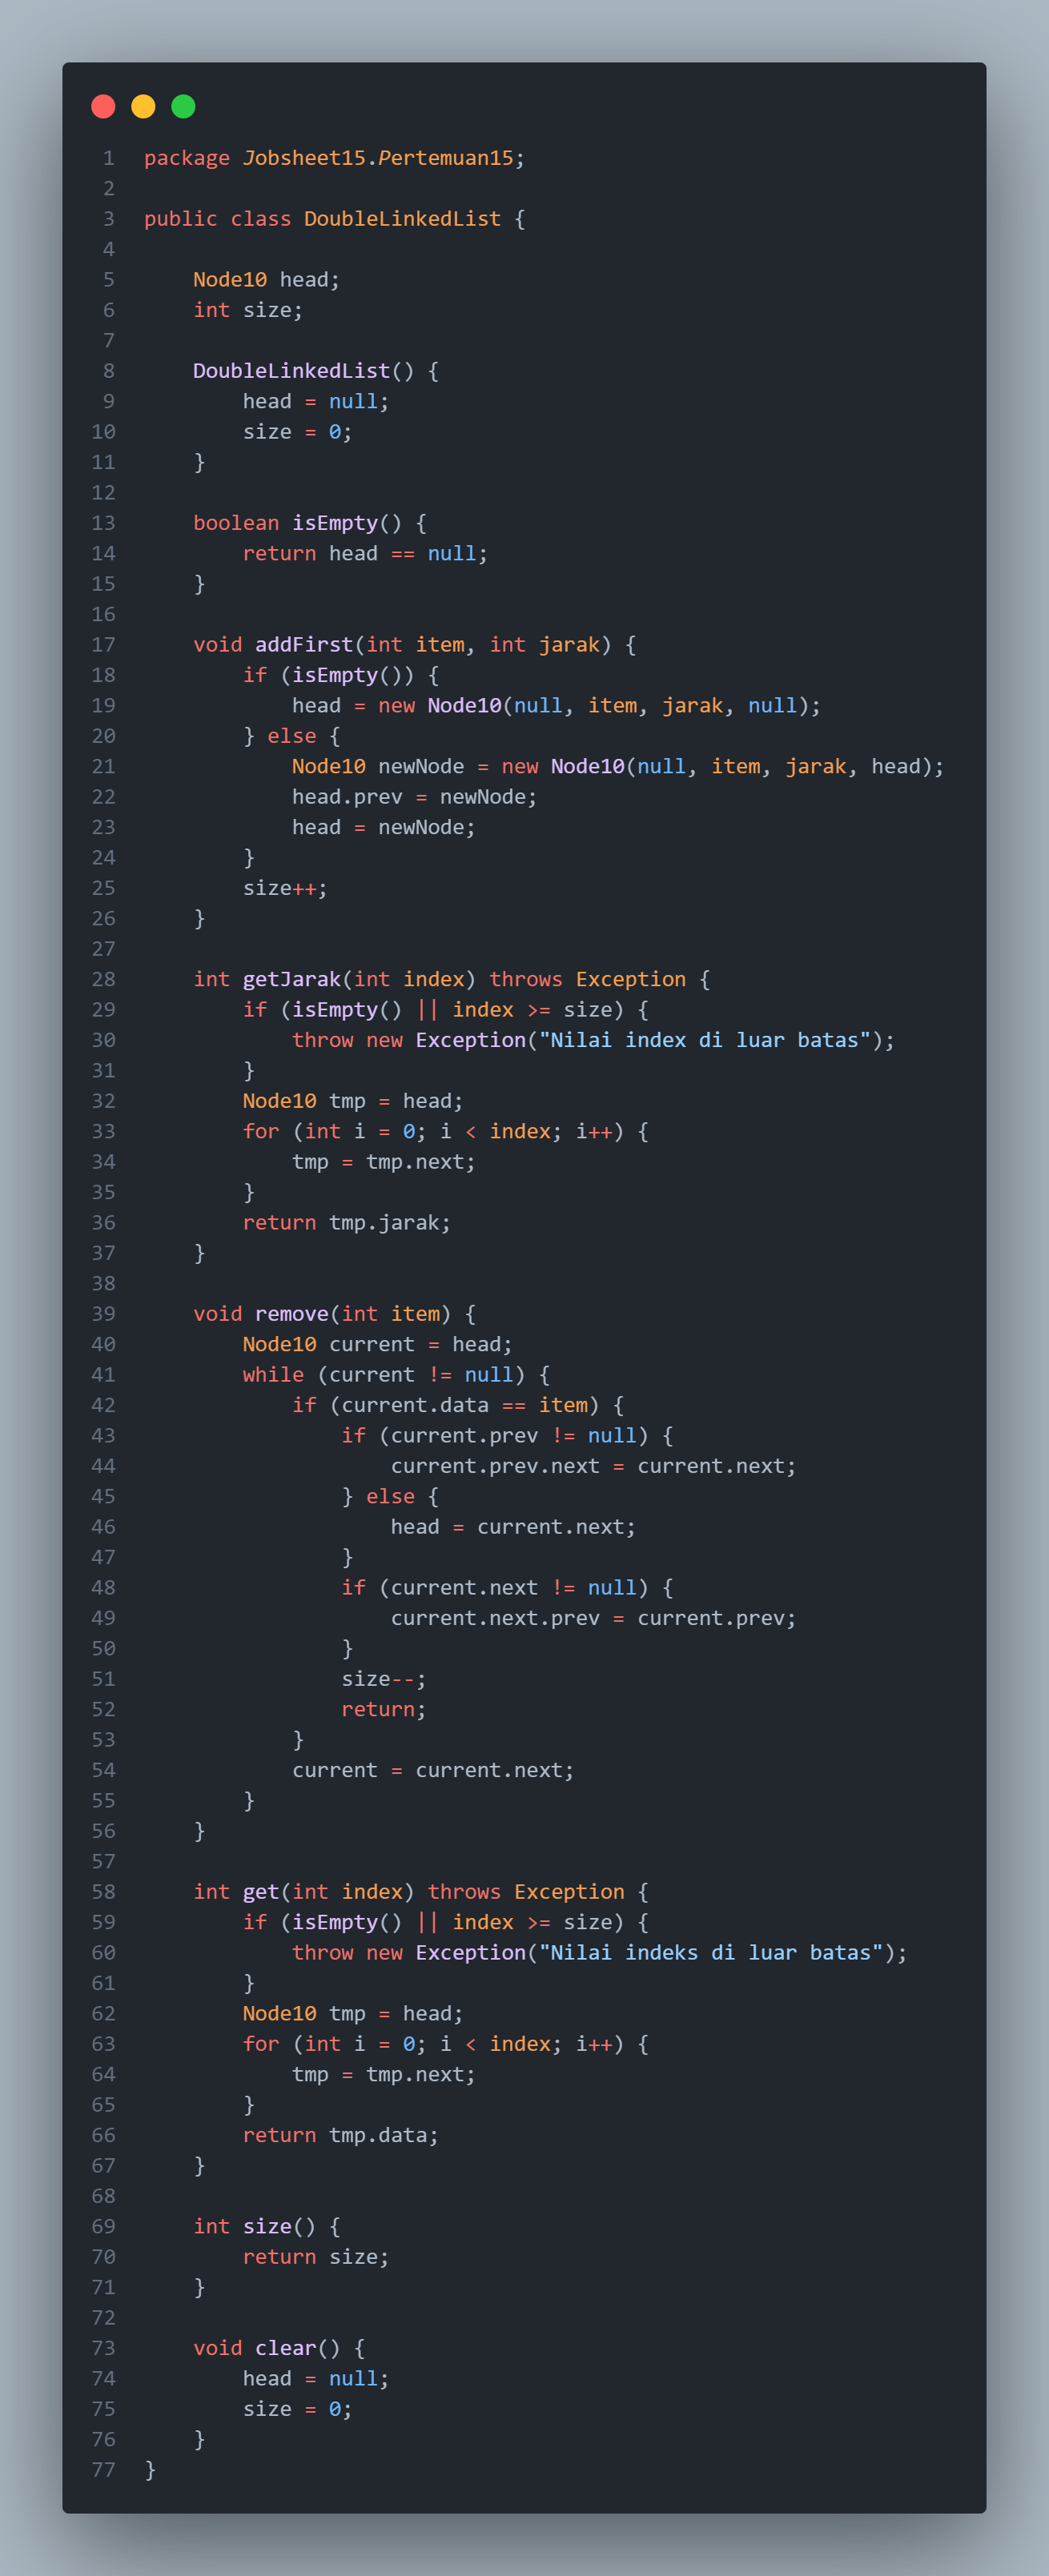 1 package Jobsheet15.Pertemuan15;
2
3 public class DoubleLinkedList {
4
5     Node10 head;
6     int size;
7
8     DoubleLinkedList() {
9         head = null;
10         size = 0;
11     }
12
13     boolean isEmpty() {
14         return head == null;
15     }
16
17     void addFirst(int item, int jarak) {
18         if (isEmpty()) {
19             head = new Node10(null, item, jarak, null);
20         } else {
21             Node10 newNode = new Node10(null, item, jarak, head);
22             head.prev = newNode;
23             head = newNode;
24         }
25         size++;
26     }
27
28     int getJarak(int index) throws Exception {
29         if (isEmpty() || index >= size) {
30             throw new Exception("Nilai index di luar batas");
31         }
32         Node10 tmp = head;
33         for (int i = 0; i < index; i++) {
34             tmp = tmp.next;
35         }
36         return tmp.jarak;
37     }
38
39     void remove(int item) {
40         Node10 current = head;
41         while (current != null) {
42             if (current.data == item) {
43                 if (current.prev != null) {
44                     current.prev.next = current.next;
45                 } else {
46                     head = current.next;
47                 }
48                 if (current.next != null) {
49                     current.next.prev = current.prev;
50                 }
51                 size--;
52                 return;
53             }
54             current = current.next;
55         }
56     }
57
58     int get(int index) throws Exception {
59         if (isEmpty() || index >= size) {
60             throw new Exception("Nilai indeks di luar batas");
61         }
62         Node10 tmp = head;
63         for (int i = 0; i < index; i++) {
64             tmp = tmp.next;
65         }
66         return tmp.data;
67     }
68
69     int size() {
70         return size;
71     }
72
73     void clear() {
74         head = null;
75         size = 0;
76     }
77 }